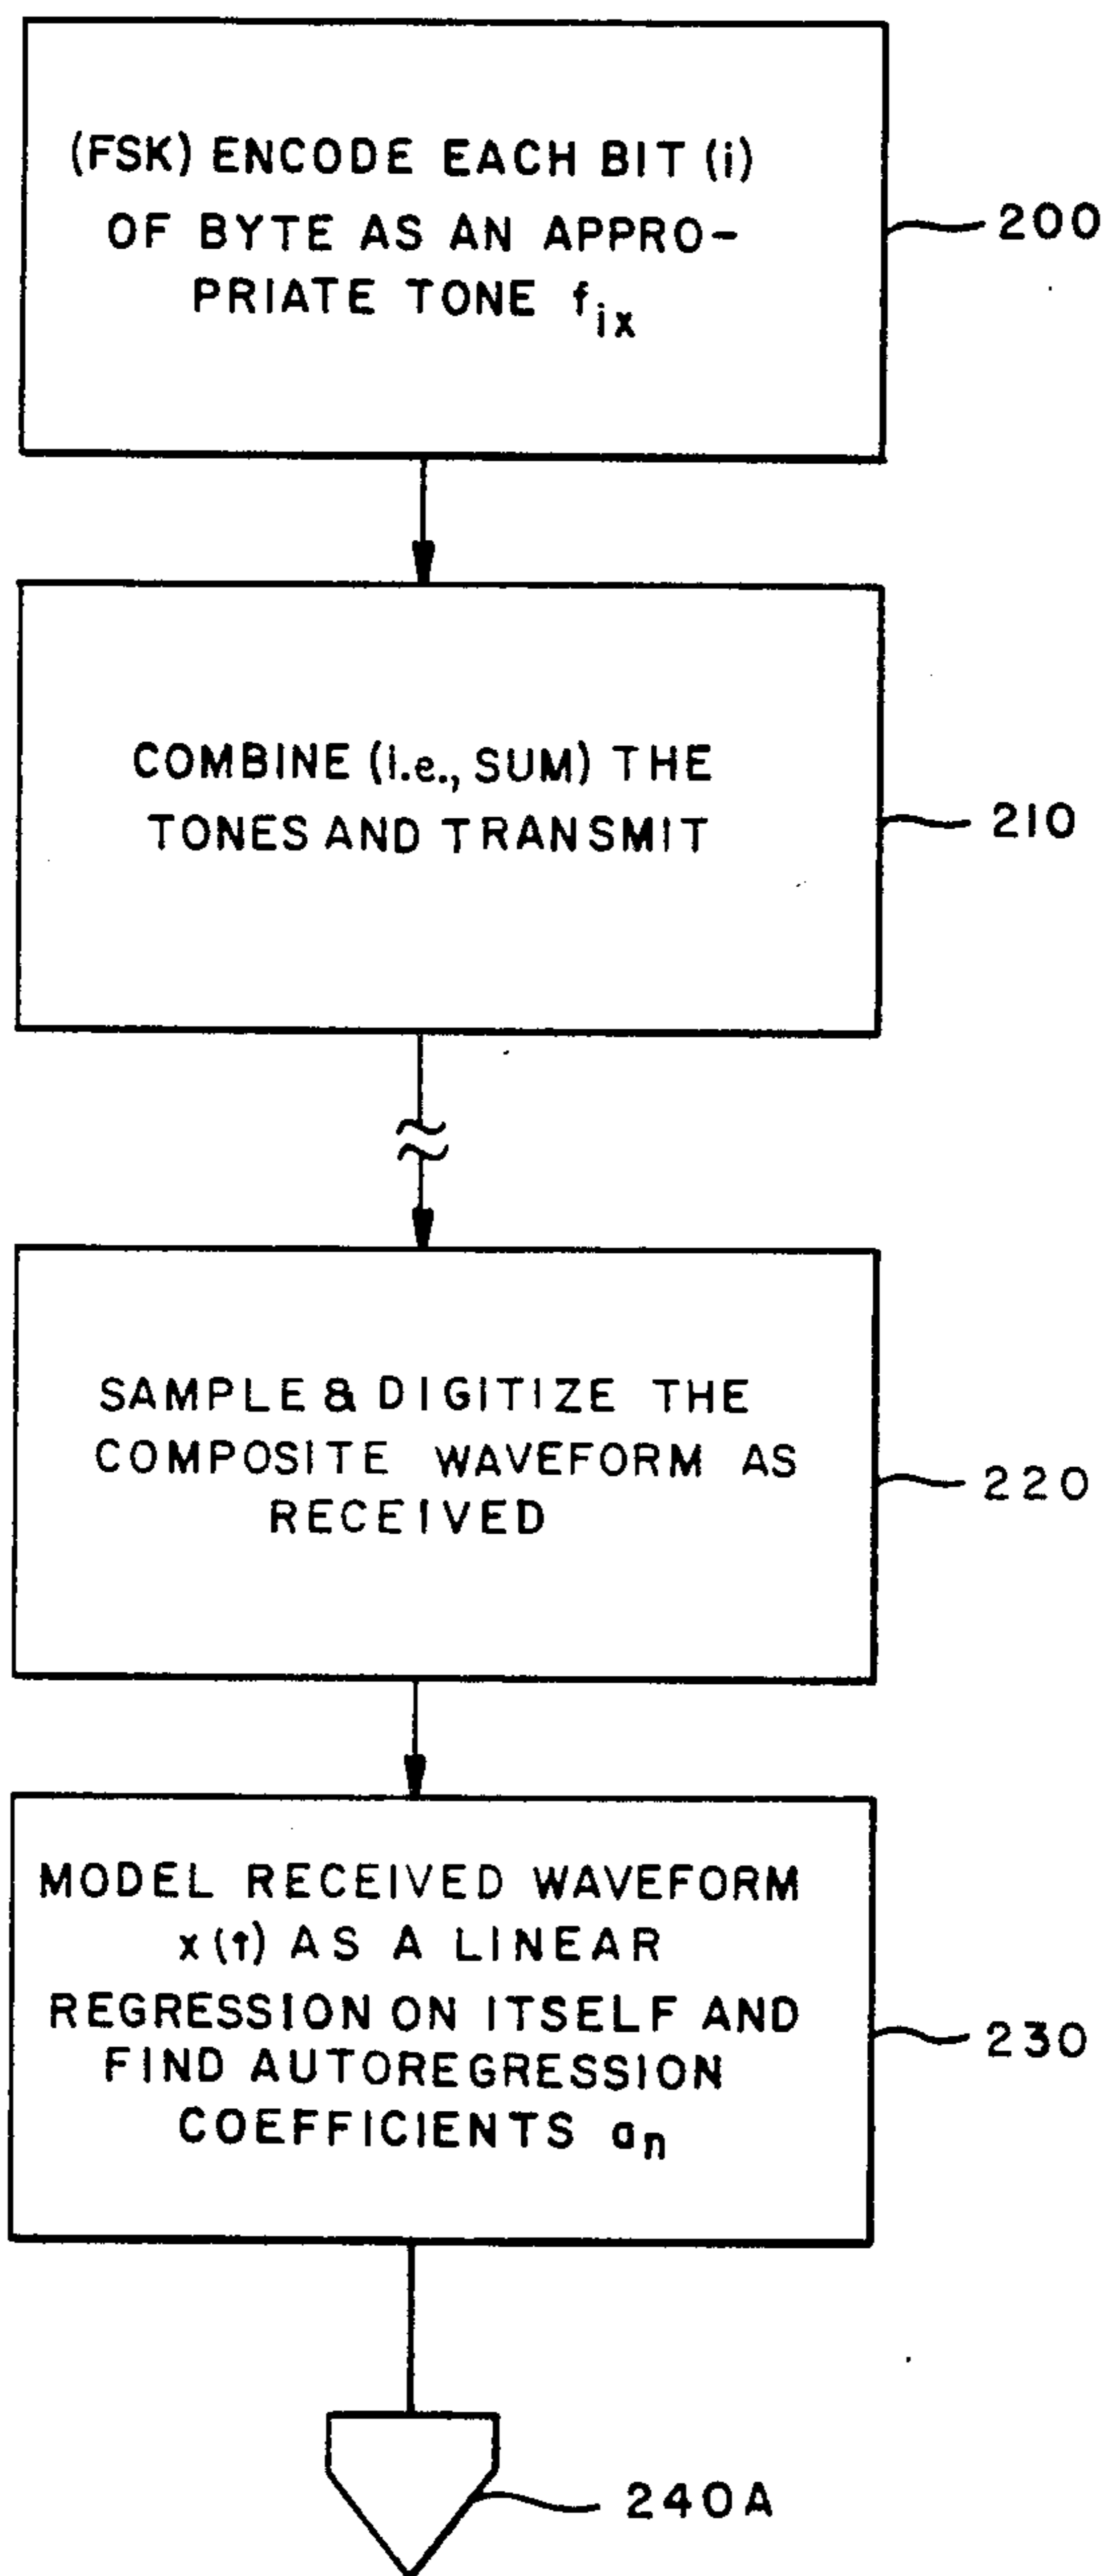 (FSK) ENCODE EACH BIT (i)
OF BYTE AS AN APPRO-
PRIATE TONE f_ix
200
COMBINE (i.e., SUM) THE
TONES AND TRANSMIT
210
SAMPLE & DIGITIZE THE
COMPOSITE WAVEFORM AS
RECEIVED
220
MODEL RECEIVED WAVEFORM
x(t) AS A LINEAR
REGRESSION ON ITSELF AND
FIND AUTOREGRESSION
COEFFICIENTS a_n
230
240A